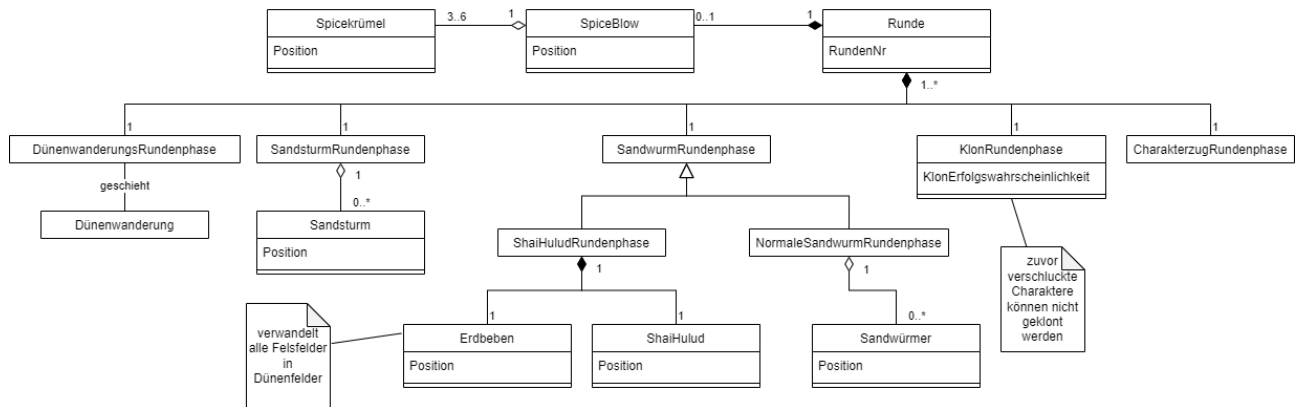 Spicekrümel
Position
3..6
1
SpiceBlow
Position
0..1
1
Runde
RundenNr
1..*
1
1
1
1
1
DünenwanderungsRundenphase
SandsturmRundenphase
SandwurmRundenphase
KlonRundenphase
KlonErfolgswahrscheinlichkeit
CharakterzugRundenphase
geschieht
1
0..*
Dünenwanderung
Sandsturm
Position
ShaiHuludRundenphase
NormaleSandwurmRundenphase
1
1
zuvor
verschluckte
Charaktere
können nicht
geklont
werden
verwandelt
alle Felsfelder
in
Dünenfelder
1
1
0..*
Erdbeben
Position
ShaiHulud
Position
Sandwürmer
Position